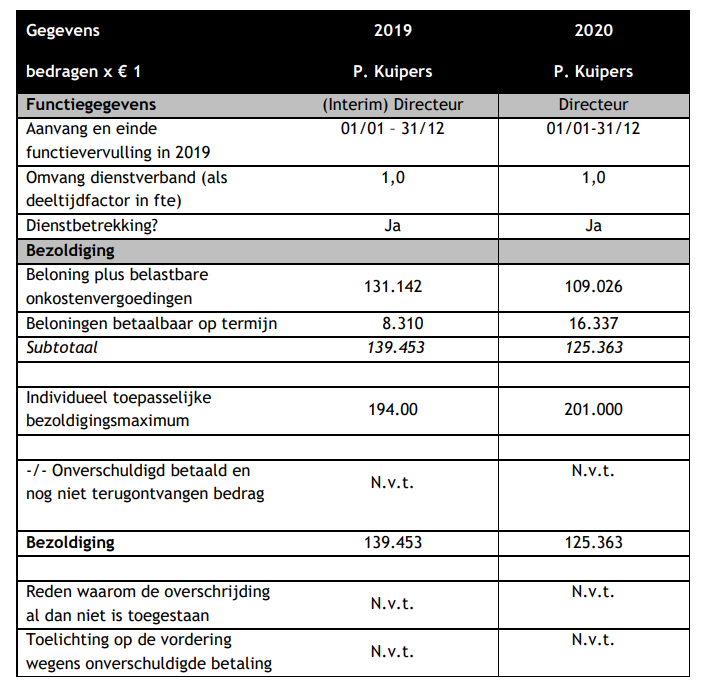 Gegevens 2019 2020
bedragen x € 1 P. Kuipers P. Kuipers
Functiegegevens (Interim) Directeur Directeur
Aanvang en einde 01/01 – 31/12 01/01-31/12
functievervulling in 2019
Omvang dienstverband (als 1,0 1,0
deeltijdfactor in fte)
Dienstbetrekking? Ja Ja
Bezoldiging
Beloning plus belastbare
onkostenvergoedingen 131.142 109.026
Beloningen betaalbaar op termijn 8.310 16.337
Subtotaal 139.453 125.363
Individueel toepasselijke
bezoldigingsmaximum 194.00 201.000
-/- Onverschuldigd betaald en N.v.t.
nog niet terugontvangen bedrag N.v.t.
Bezoldiging 139.453 125.363
Reden waarom de overschrijding N.v.t.
al dan niet is toegestaan N.v.t.
Toelichting op de vordering N.v.t.
wegens onverschuldigde betaling N.v.t.